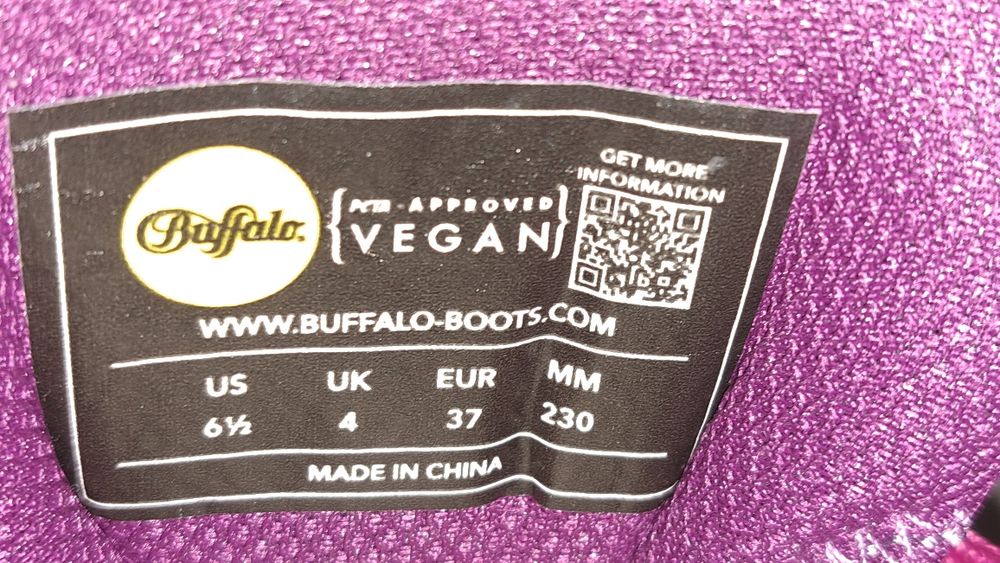 Buffalo.
PETA - APPROVED
VEGAN
GET MORE
INFORMATION
WWW.BUFFALO-BOOTS.COM
US UK EUR MM
6½ 4 37 230
MADE IN CHINA